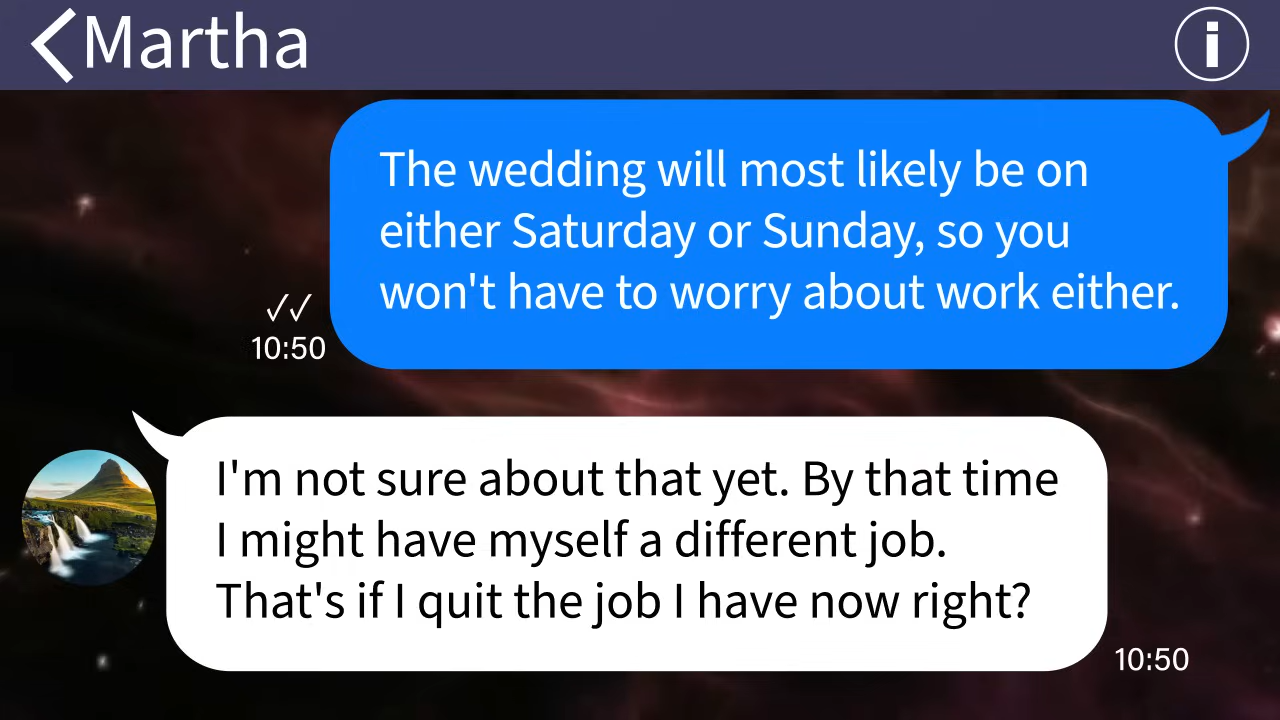 Martha
The wedding will most likely be on
either Saturday or Sunday, so you
won't have to worry about work either.
10:50
I'm not sure about that yet. By that time
I might have myself a different job.
That's if I quit the job I have now right?
10:50